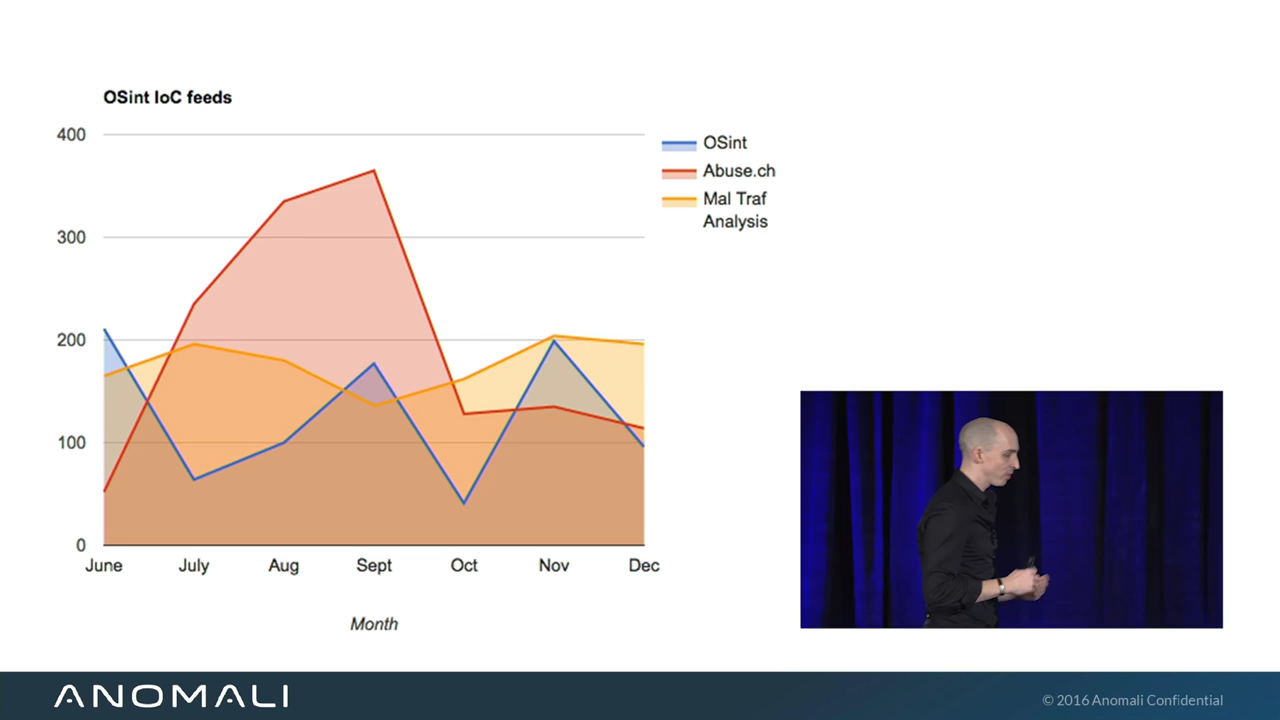 OSint IoC feeds
400
300
200
100
0
June July Aug Sept Oct Nov Dec
Month
OSint
Abuse.ch
Mal Traf
Analysis
ANOMALI
© 2016 Anomali Confidential